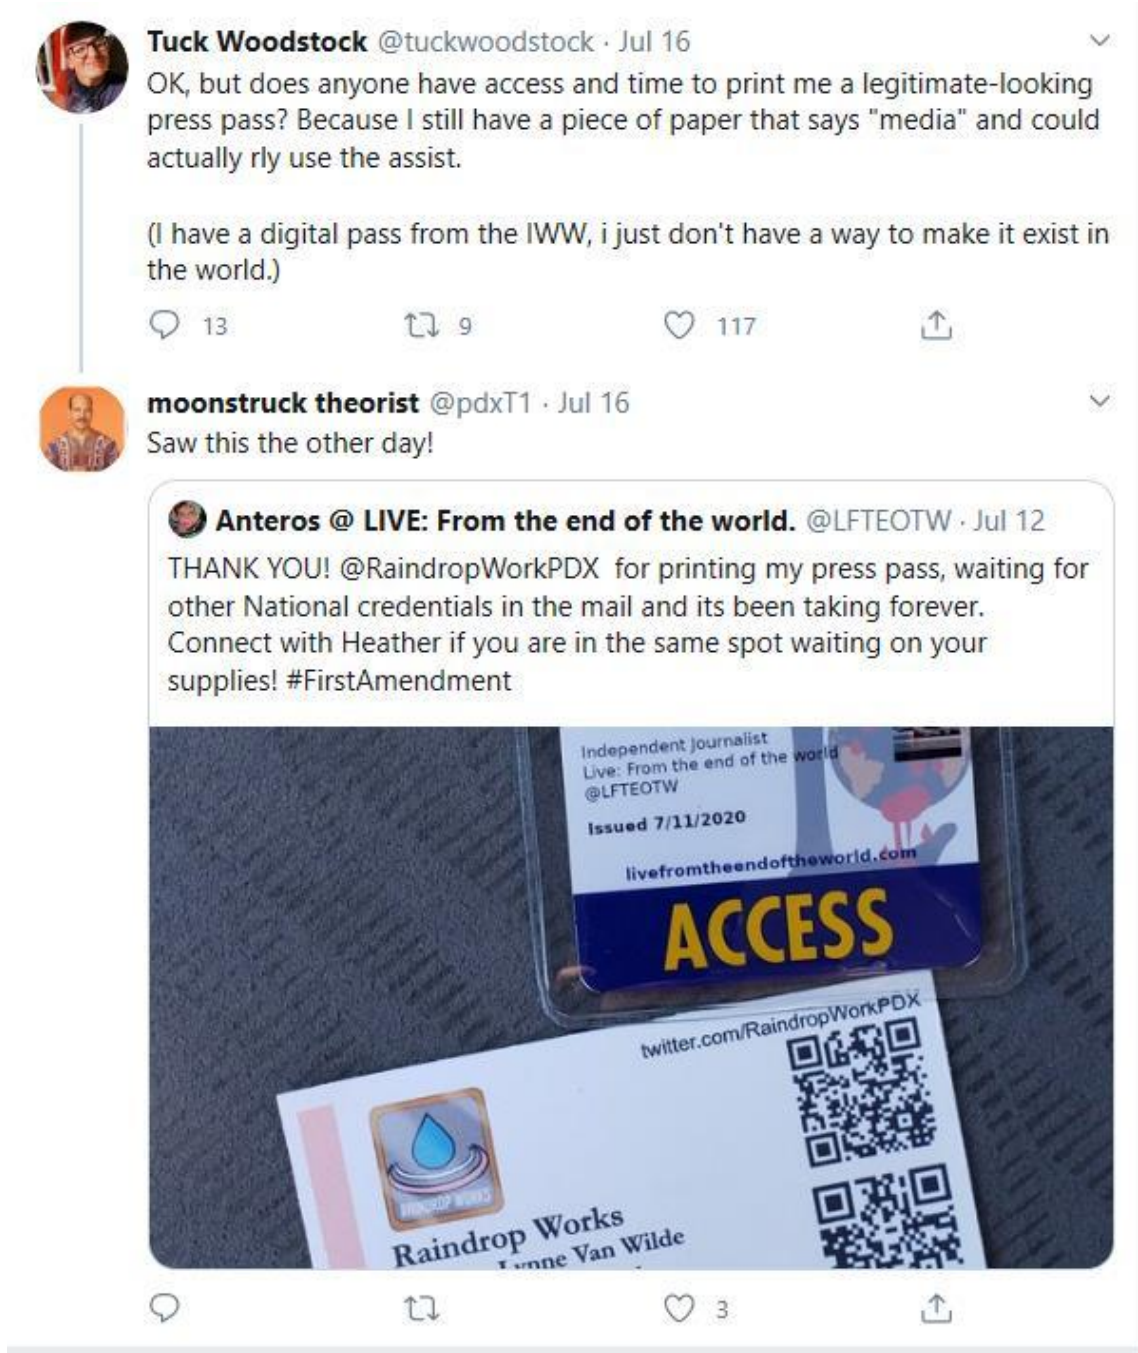 Tuck Woodstock @tuckwoodstock · Jul 16
OK, but does anyone have access and time to print me a legitimate-looking
press pass? Because I still have a piece of paper that says "media" and could
actually rly use the assist.
(I have a digital pass from the IWW, i just don't have a way to make it exist in
the world.)
13 9 117
moonstruck theorist @pdxT1 · Jul 16
Saw this the other day!
Anteros @ LIVE: From the end of the world. @LFTEOTW · Jul 12
THANK YOU! @RaindropWorkPDX for printing my press pass, waiting for
other National credentials in the mail and its been taking forever.
Connect with Heather if you are in the same spot waiting on your
supplies! #FirstAmendment
Independent Journalist
Live: From the end of the world
@LFTEOTW
Issued 7/11/2020
livefromtheendoftheworld.com
ACCESS
twitter.com/RaindropWorkPDX
RAINDROP WORKS
Raindrop Works
Lynne Van Wilde
3